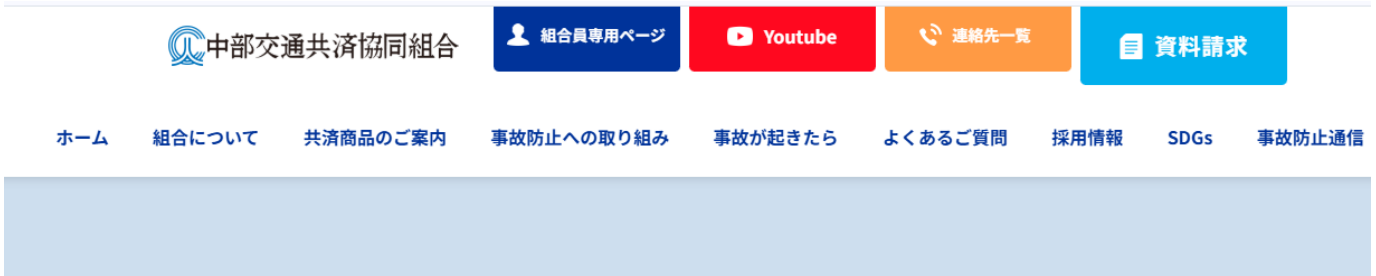 中部交通共済協同組合
組合員専用ページ
Youtube
連絡先一覧
資料請求
ホーム 組合について 共済商品のご案内 事故防止への取り組み 事故が起きたら よくあるご質問 採用情報 SDGs 事故防止通信